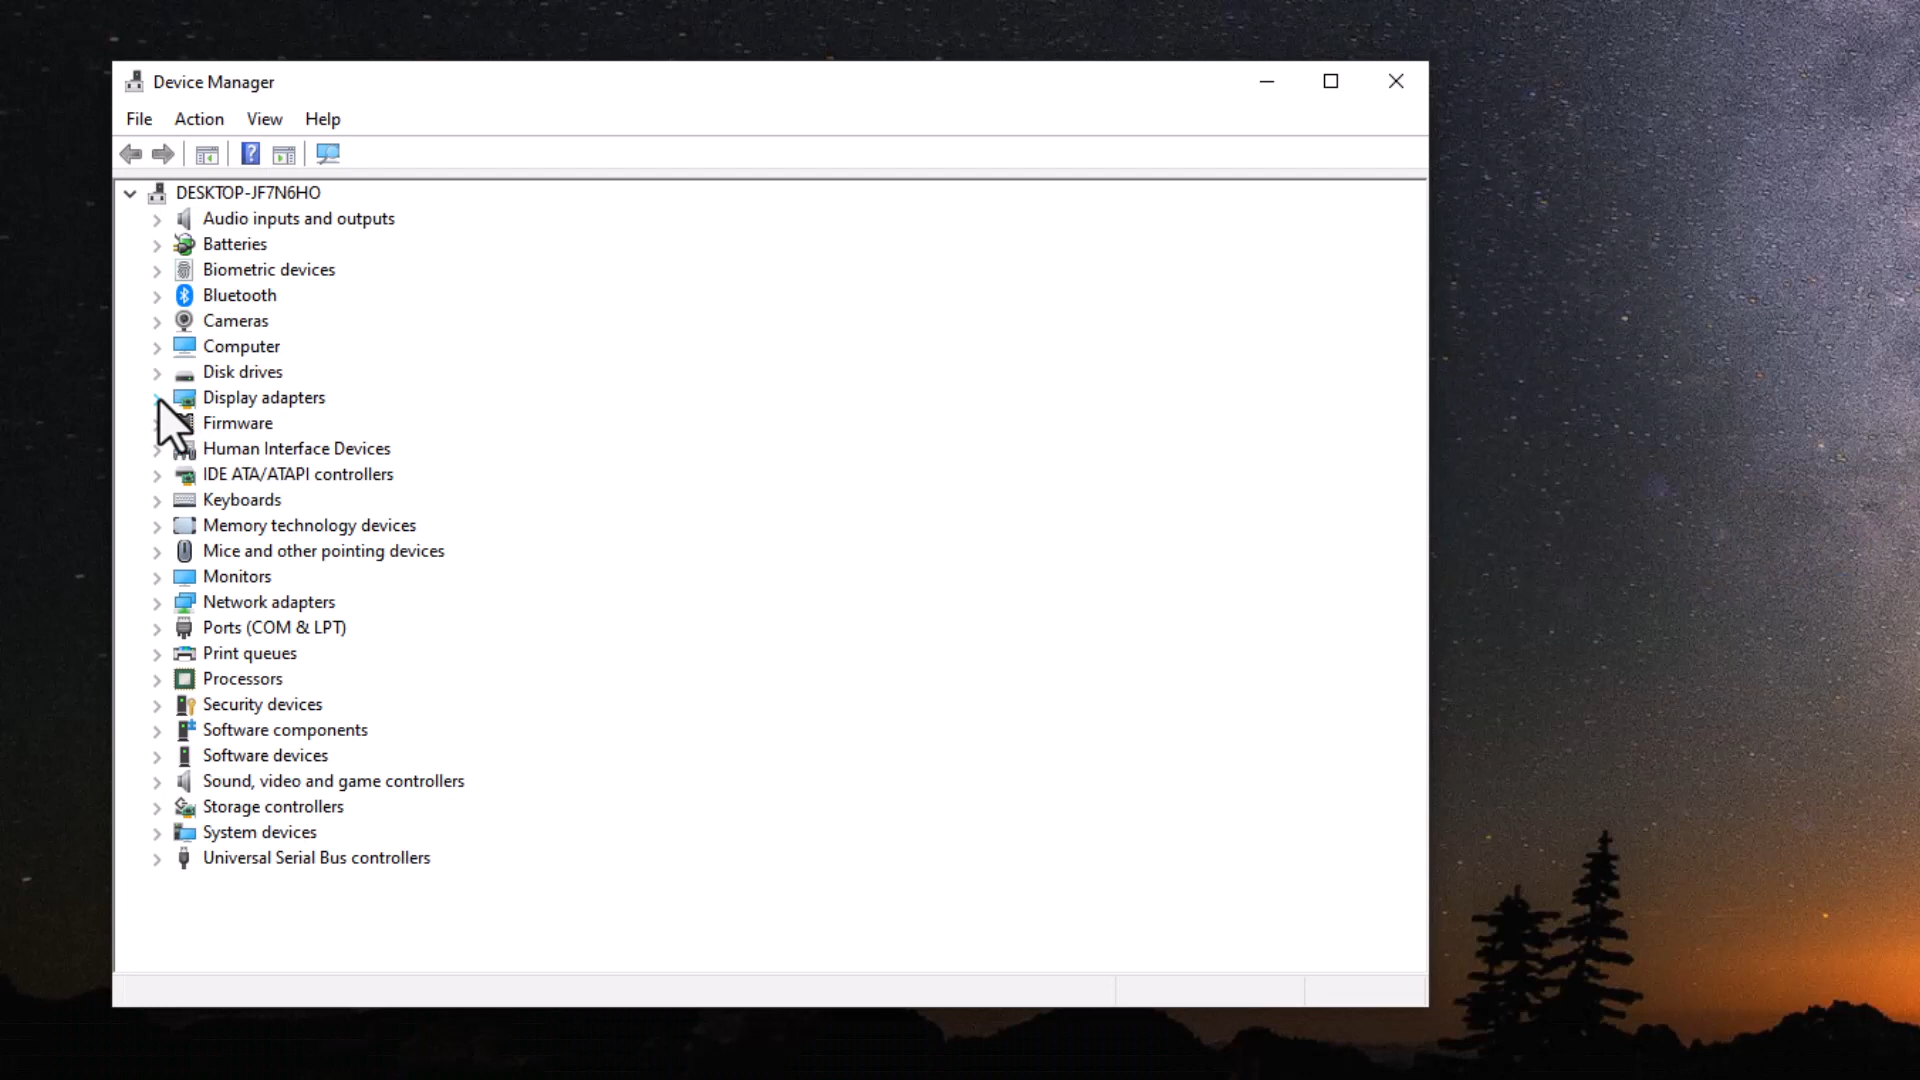 Device Manager
File Action View Help
DESKTOP-JF7N6HO
Audio inputs and outputs
Batteries
Biometric devices
Bluetooth
Cameras
Computer
Disk drives
Display adapters
Firmware
Human Interface Devices
IDE ATA/ATAPI controllers
Keyboards
Memory technology devices
Mice and other pointing devices
Monitors
Network adapters
Ports (COM & LPT)
Print queues
Processors
Security devices
Software components
Software devices
Sound, video and game controllers
Storage controllers
System devices
Universal Serial Bus controllers